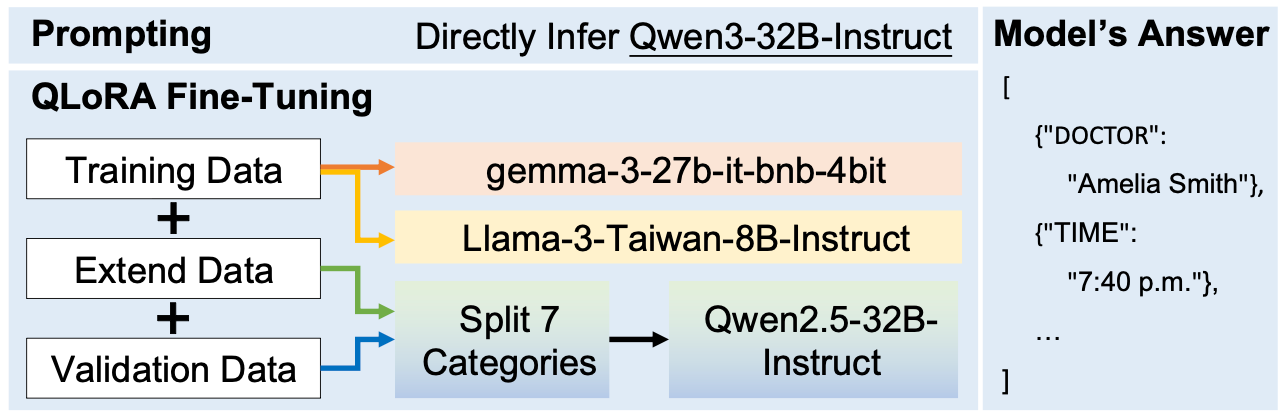 Prompting
Directly Infer Qwen3-32B-Instruct
QLoRA Fine-Tuning
Training Data
+
Extend Data
+
Validation Data
gemma-3-27b-it-bnb-4bit
Llama-3-Taiwan-8B-Instruct
Split 7
Categories
Qwen2.5-32B-
Instruct
Model's Answer
[
{"DOCTOR":
"Amelia Smith"},
{"TIME":
"7:40 p.m."},
...
]